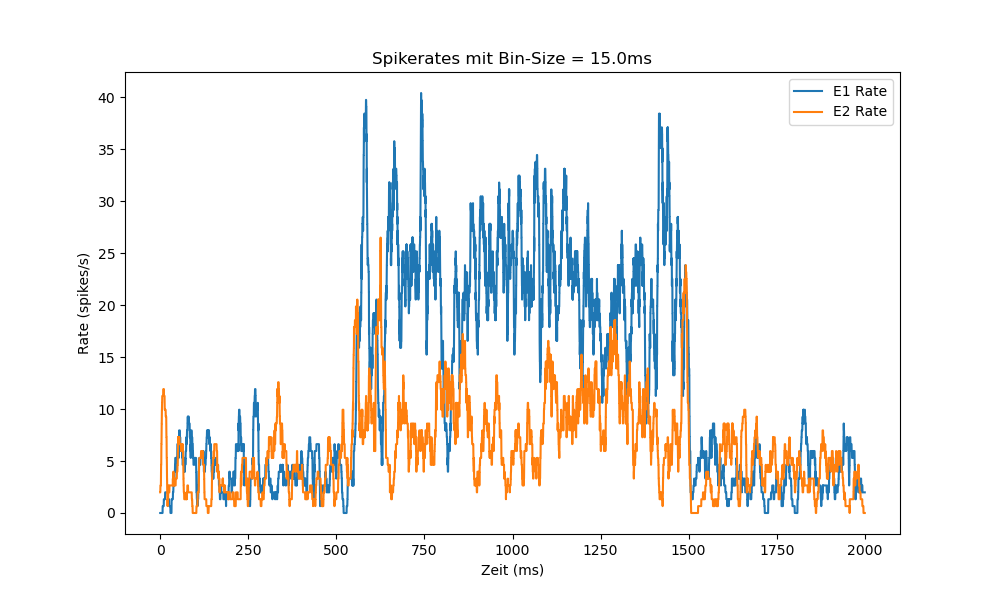 Spikerates mit Bin-Size = 15.0ms
E1 Rate
E2 Rate
Rate (spikes/s)
40
35
30
25
20
15
10
5
0
0 250 500 750 1000 1250 1500 1750 2000
Zeit (ms)